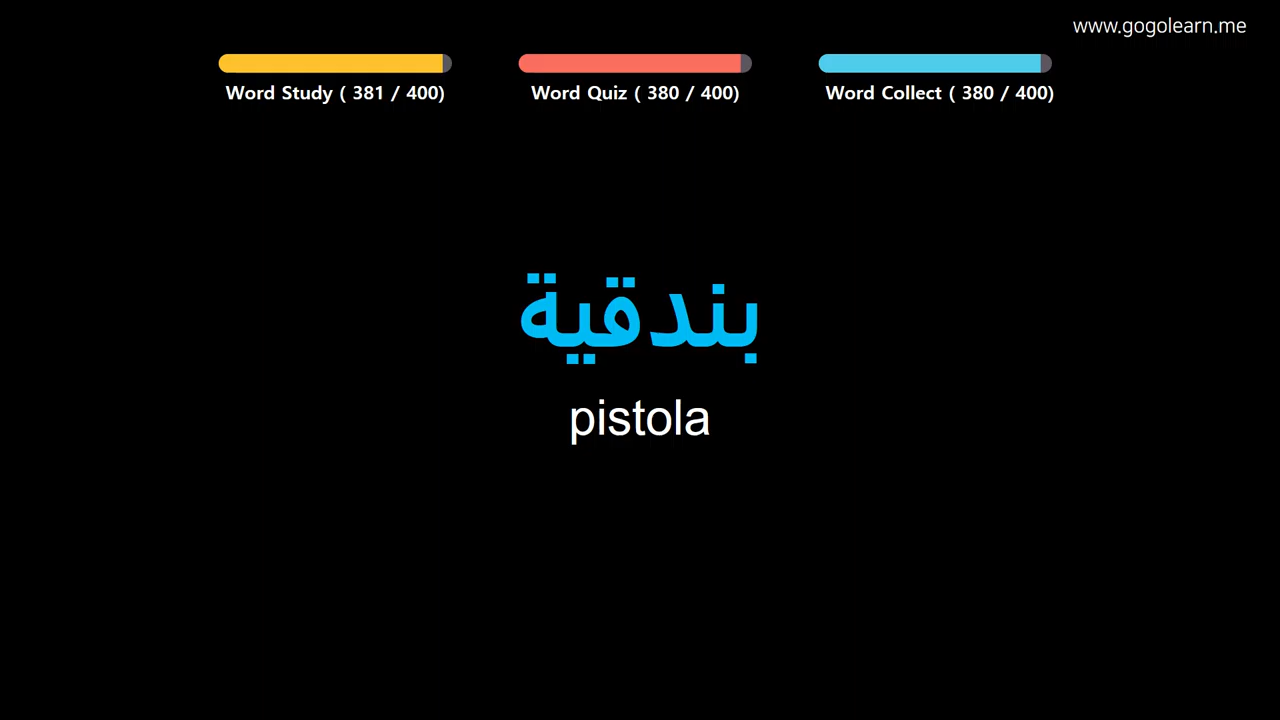 www.gogolearn.me
Word Study ( 381 / 400)
Word Quiz ( 380 / 400)
Word Collect ( 380 / 400)
بندقية
pistola